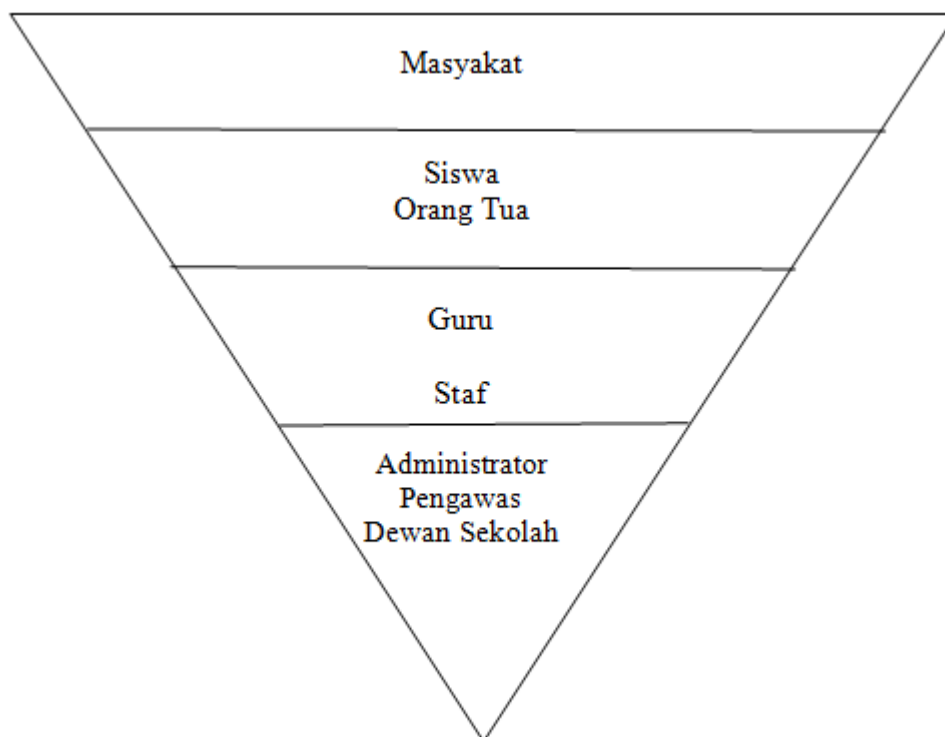 Masyakat
Siswa
Orang Tua
Guru
Staf
Administrator
Pengawas
Dewan Sekolah